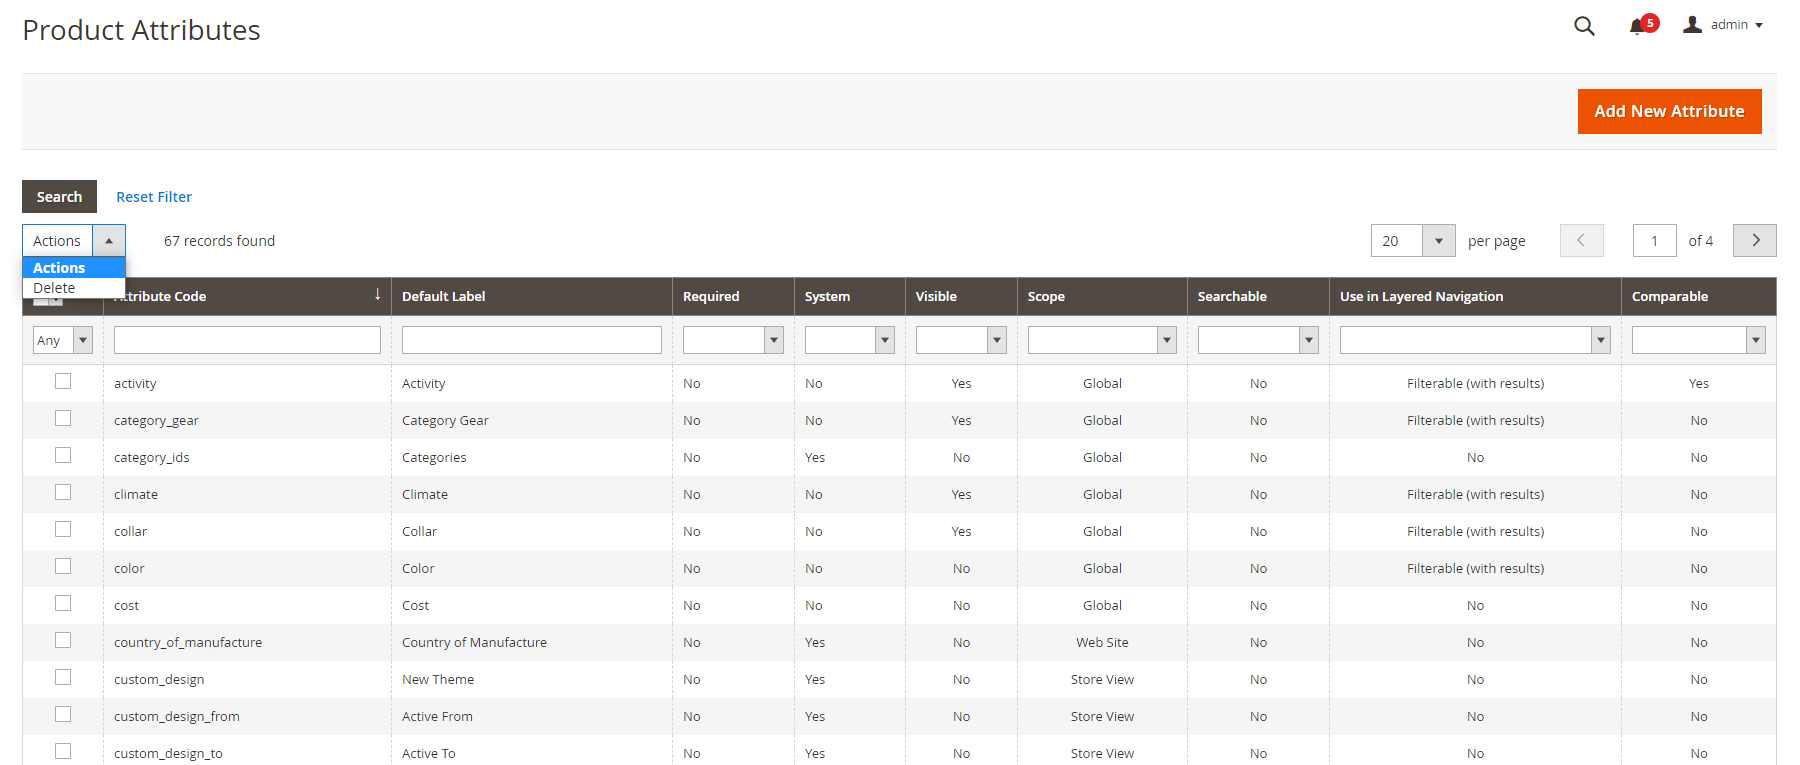 Product Attributes
5
admin
Add New Attribute
Search Reset Filter
Actions 67 records found 20 per page 1 of 4
Actions
Delete
Attribute Code Default Label Required System Visible Scope Searchable Use in Layered Navigation Comparable
Any
activity Activity No No Yes Global No Filterable (with results) Yes
category_gear Category Gear No No Yes Global No Filterable (with results) No
category_ids Categories No Yes No Global No No No
climate Climate No No Yes Global No Filterable (with results) No
collar Collar No No Yes Global No Filterable (with results) No
color Color No No No Global No Filterable (with results) No
cost Cost No No No Global No No No
country_of_manufacture Country of Manufacture No Yes No Web Site No No No
custom_design New Theme No Yes No Store View No No No
custom_design_from Active From No Yes No Store View No No No
custom_design_to Active To No Yes No Store View No No No